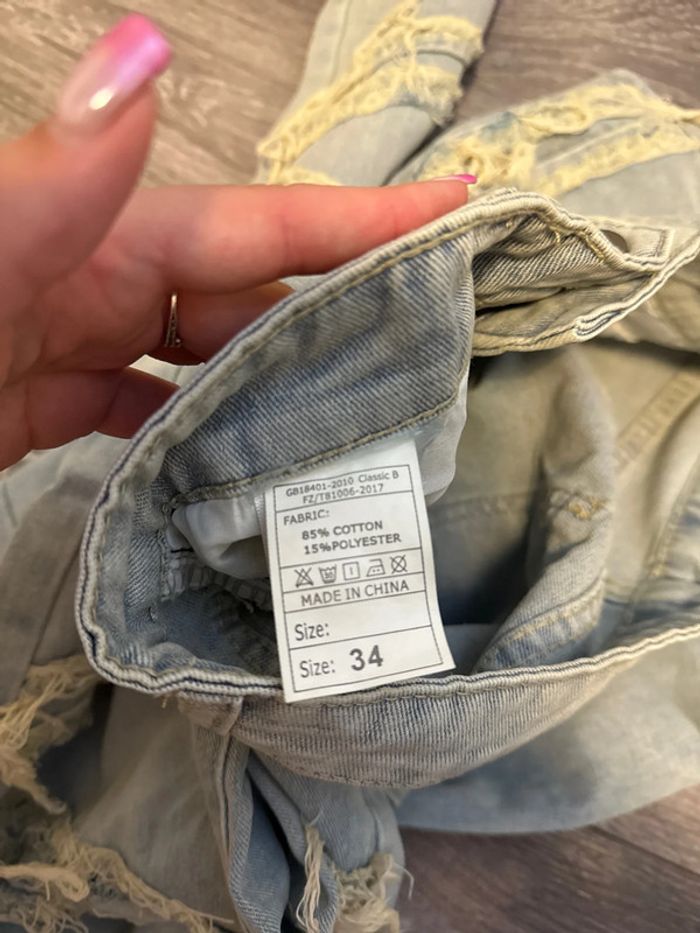 GB18401-2010 Classic B
FZ/T81006-2017
FABRIC:
85% COTTON
15%POLYESTER
MADE IN CHINA
Size:
Size: 34